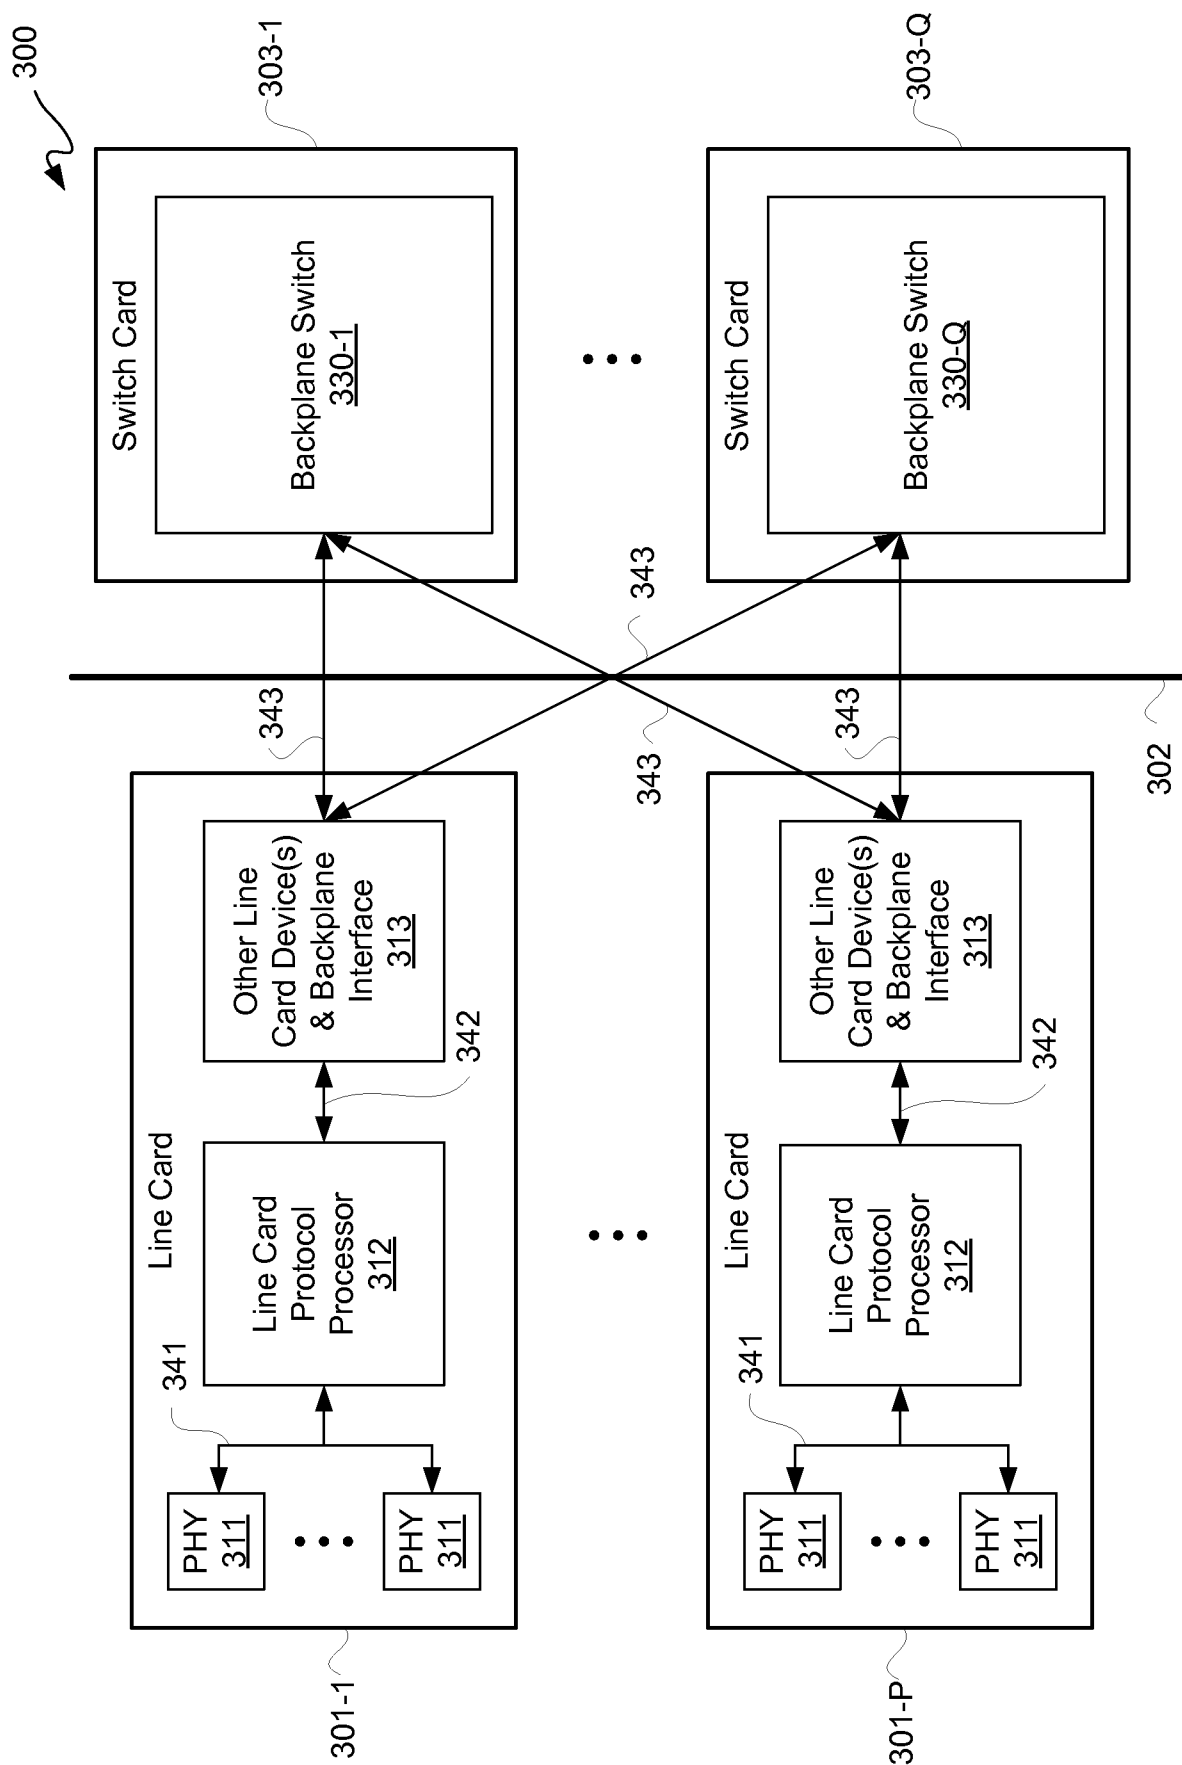 300
301-1
Line Card
PHY
311
PHY
311
341
Line Card
Protocol
Processor
312
342
Other Line
Card Device(s)
& Backplane
Interface
313
343
Switch Card
303-1
Backplane Switch
330-1
343
343
301-P
Line Card
PHY
311
PHY
311
341
Line Card
Protocol
Processor
312
342
Other Line
Card Device(s)
& Backplane
Interface
313
343
302
Switch Card
303-Q
Backplane Switch
330-Q